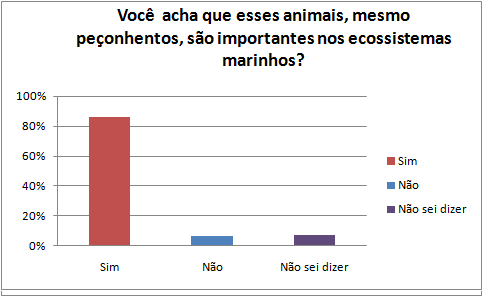 Você acha que esses animais, mesmo
peçonhentos, são importantes nos ecossistemas
marinhos?
100%
80%
60%
40%
20%
0%
Sim
Não
Não sei dizer
Sim
Não
Não sei dizer